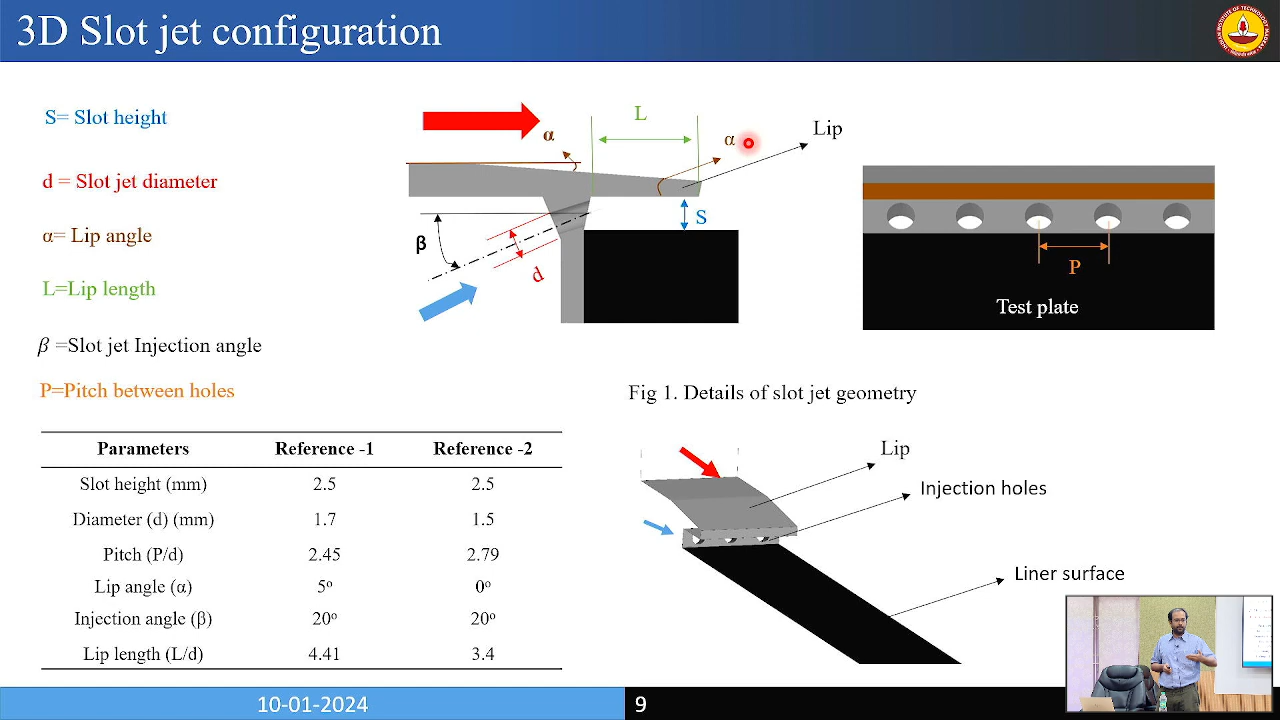 3D Slot jet configuration
S= Slot height
d = Slot jet diameter
α= Lip angle
L=Lip length
β =Slot jet Injection angle
P=Pitch between holes
α
L
α
Lip
S
β
d
P
Test plate
Fig 1. Details of slot jet geometry
Parameters Reference -1 Reference -2
Slot height (mm) 2.5 2.5
Diameter (d) (mm) 1.7 1.5
Pitch (P/d) 2.45 2.79
Lip angle (α) 5° 0°
Injection angle (β) 20° 20°
Lip length (L/d) 4.41 3.4
Lip
Injection holes
Liner surface
10-01-2024
9